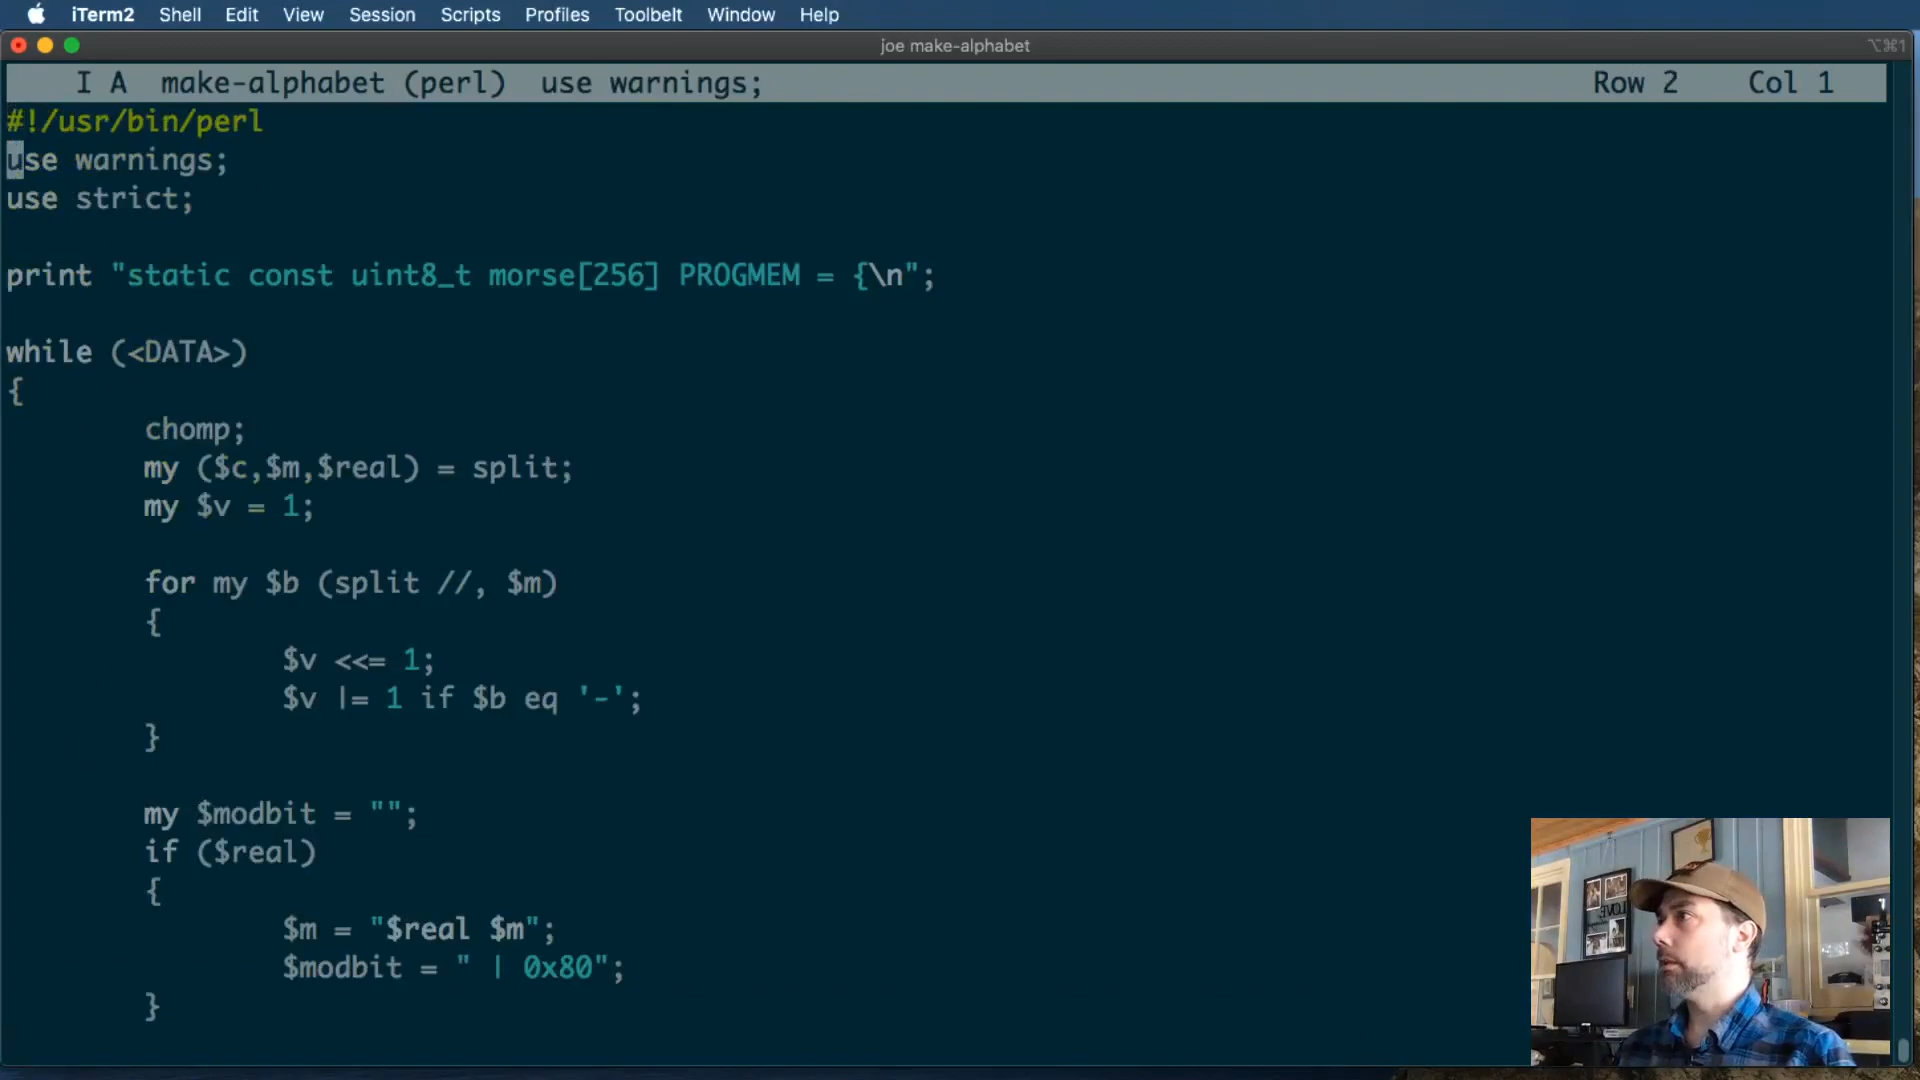 iTerm2 Shell Edit View Session Scripts Profiles Toolbelt Window Help
joe make-alphabet
⌥⌘1
I A make-alphabet (perl) use warnings; Row 2 Col 1
#!/usr/bin/perl
use warnings;
use strict;
print "static const uint8_t morse[256] PROGMEM = {\n";
while (<DATA>)
{
chomp;
my ($c,$m,$real) = split;
my $v = 1;
for my $b (split //, $m)
{
$v <<= 1;
$v |= 1 if $b eq '-';
}
my $modbit = "";
if ($real)
{
$m = "$real $m";
$modbit = " | 0x80";
}